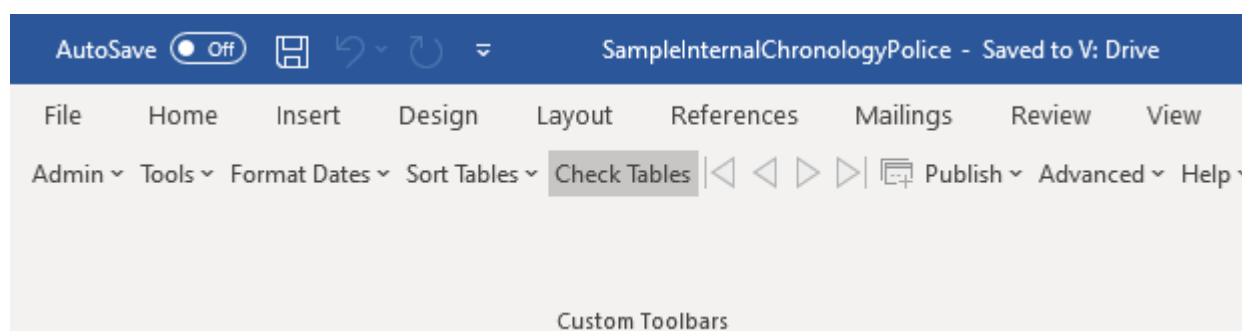 AutoSave Off SampleInternalChronologyPolice - Saved to V: Drive
File Home Insert Design Layout References Mailings Review View
Admin Tools Format Dates Sort Tables Check Tables Publish Advanced Help
Custom Toolbars